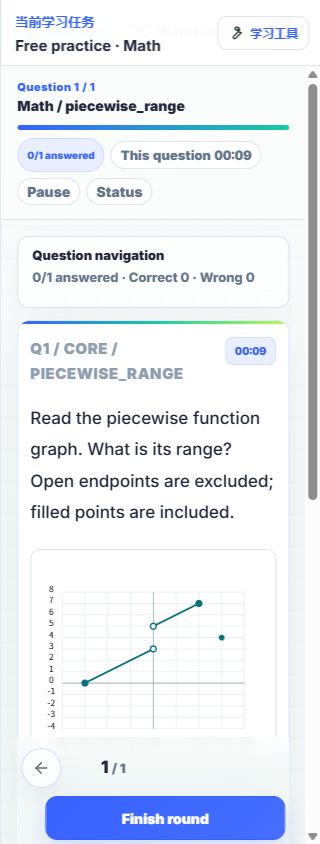 当前学习任务
Free practice · Math
学习工具
Question 1 / 1
Math / piecewise_range
0/1 answered
This question 00:09
Pause
Status
Question navigation
0/1 answered · Correct 0 · Wrong 0
Q1 / CORE /
PIECEWISE_RANGE
00:09
Read the piecewise function
graph. What is its range?
Open endpoints are excluded;
filled points are included.
8
7
6
5
4
3
2
1
0
-1
-2
-3
-4
1 / 1
Finish round